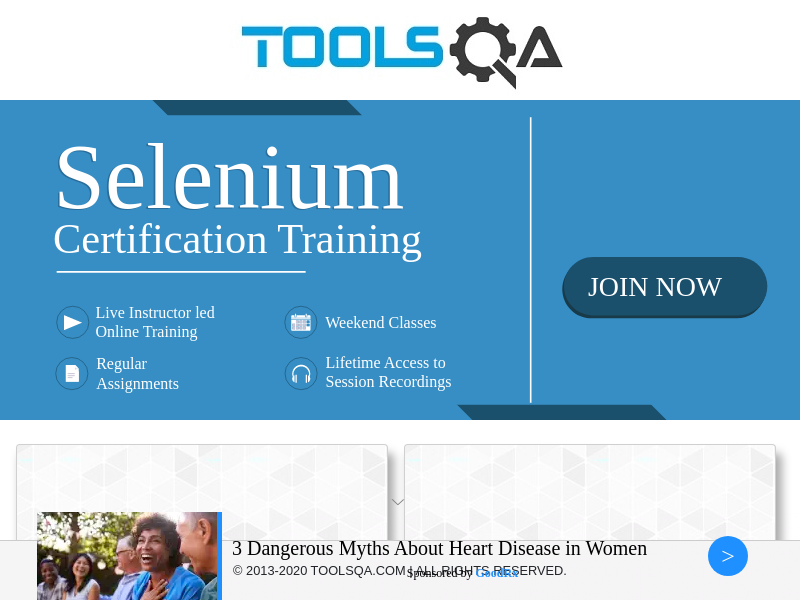 TOOLSQA
Selenium
Certification Training
JOIN NOW
Live Instructor led
Online Training
Weekend Classes
Regular
Assignments
Lifetime Access to
Session Recordings
3 Dangerous Myths About Heart Disease in Women
>
© 2013-2020 TOOLSQA.COM | ALL RIGHTS RESERVED.
Sponsored by GoodRx